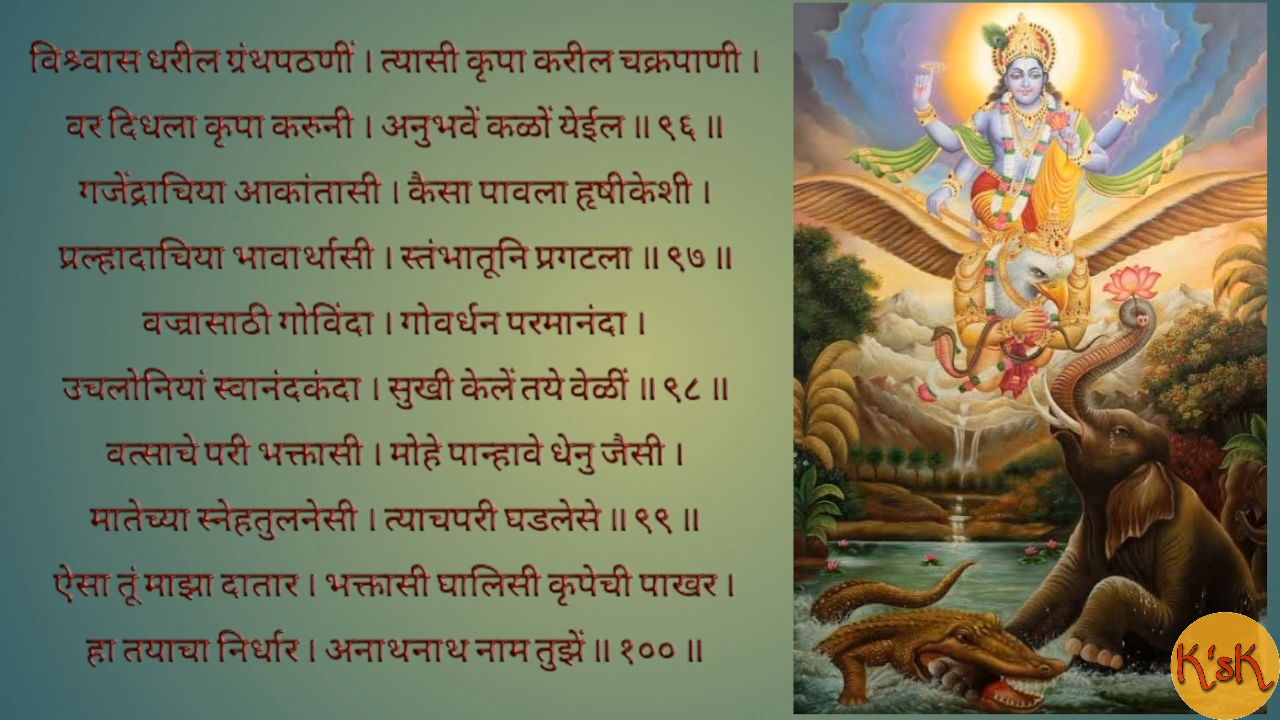 विश्र्वास धरील ग्रंथपठणीं । त्यासी कृपा करील चक्रपाणी ।
वर दिधला कृपा करुनी । अनुभवें कळों येईल ॥ ९६ ॥
गजेंद्राचिया आकांतासी । कैसा पावला हृषीकेशी ।
प्रल्हादाचिया भावार्थासी । स्तंभातूनि प्रगटला ॥ ९७ ॥
वज्रासाठी गोविंदा । गोवर्धन परमानंदा ।
उचलोनियां स्वानंदकंदा । सुखी केलें तये वेळीं ॥ ९८ ॥
वत्साचे परी भक्तासी । मोहे पान्हावे धेनु जैसी ।
मातेच्या स्नेहतुलनेसी । त्याचपरी घडलेसे ॥ ९९ ॥
ऐसा तूं माझा दातार । भक्तासी घालिसी कृपेची पाखर ।
हा तयाचा निर्धार । अनाथनाथ नाम तुझें ॥ १०० ॥
K'sK